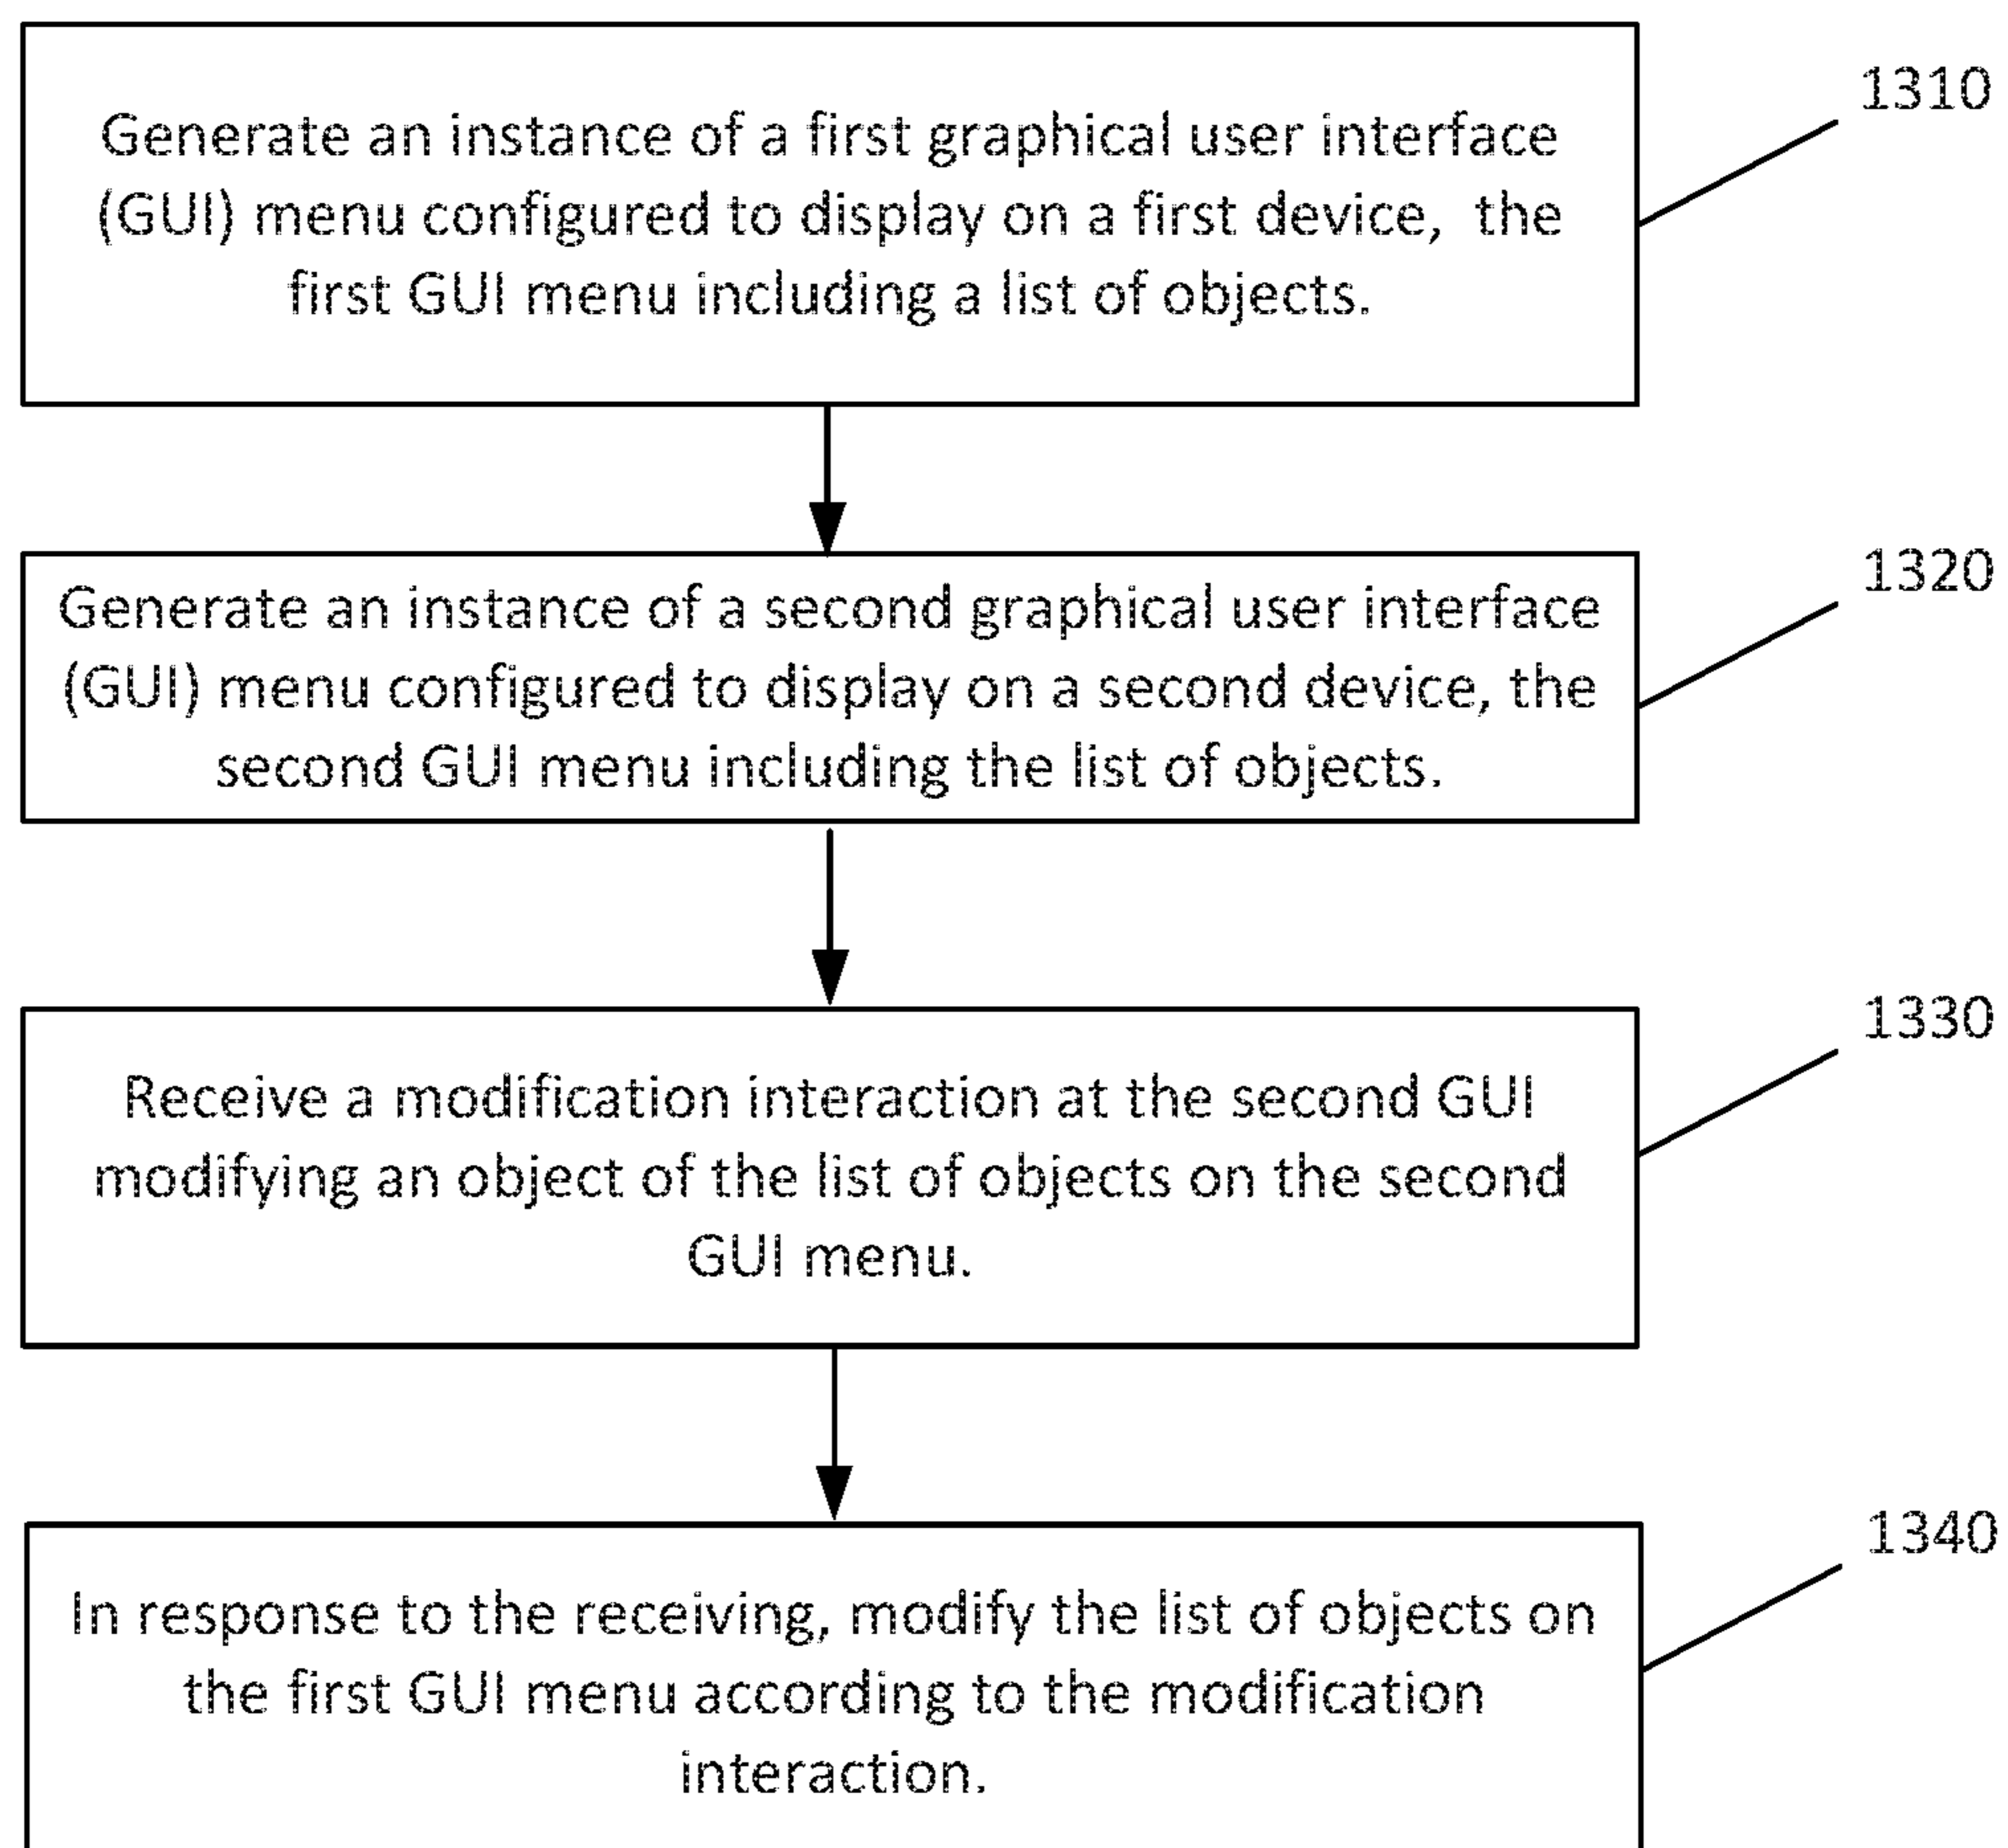 Generate an instance of a first graphical user interface
(GUI) menu configured to display on a first device, the
first GUI menu including a list of objects.
1310
Generate an instance of a second graphical user interface
(GUI) menu configured to display on a second device, the
second GUI menu including the list of objects.
1320
Receive a modification interaction at the second GUI
modifying an object of the list of objects on the second
GUI menu.
1330
In response to the receiving, modify the list of objects on
the first GUI menu according to the modification
interaction.
1340